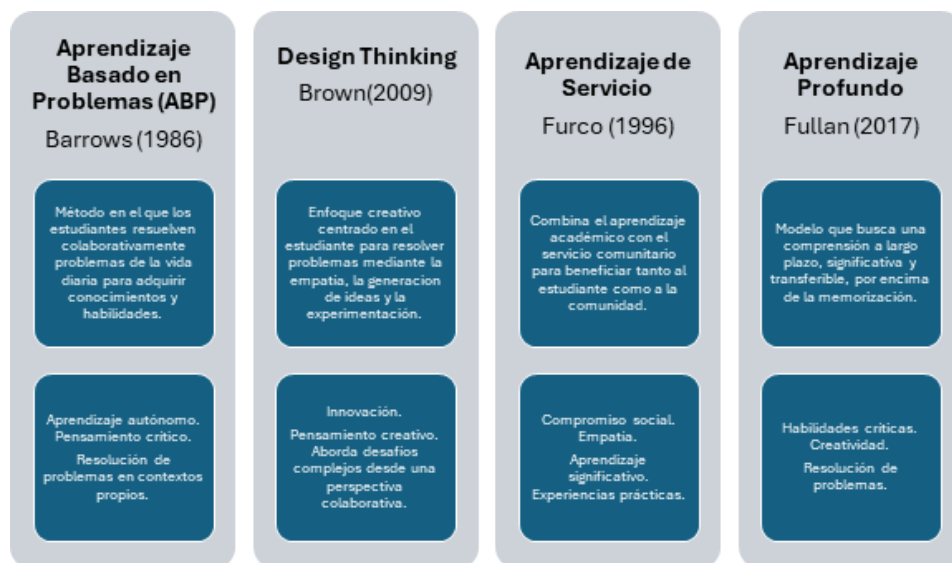 Aprendizaje
Basado en
Problemas (ABP)
Barrows (1986)
Método en el que los
estudiantes resuelven
colaborativamente
problemas de la vida
diaria para adquirir
conocimientos y
habilidades.
Aprendizaje autónomo.
Pensamiento crítico.
Resolución de
problemas en contextos
propios.
Design Thinking
Brown(2009)
Enfoque creativo
centrado en el
estudiante para resolver
problemas mediante la
empatía, la generacion
de ideas y la
experimentación.
Innovación.
Pensamiento creativo.
Aborda desafíos
complejos desde una
perspectiva
colaborativa.
Aprendizaje de
Servicio
Furco (1996)
Combina el aprendizaje
académico con el
servicio comunitario
para beneficiar tanto al
estudiante como a la
comunidad.
Compromiso social.
Empatía.
Aprendizaje
significativo.
Experiencias prácticas.
Aprendizaje
Profundo
Fullan (2017)
Modelo que busca una
comprensión a largo
plazo, significativa y
transferible, por encima
de la memorización.
Habilidades críticas.
Creatividad.
Resolución de
problemas.